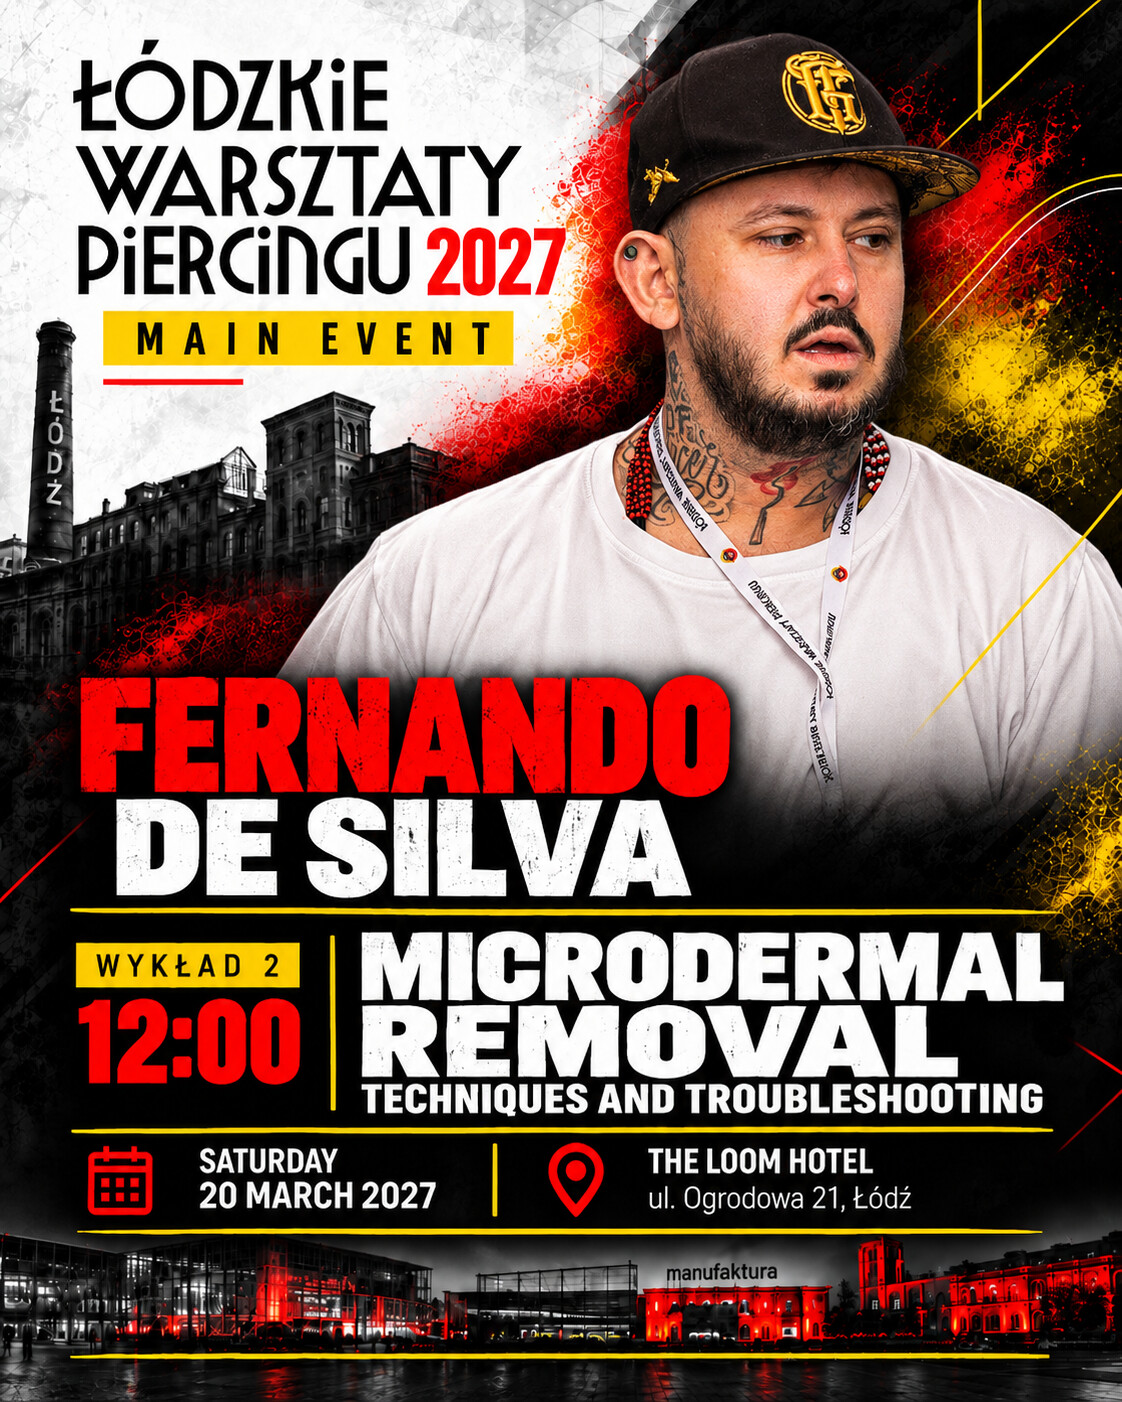 ŁÓDZKiE
WARSZTATY
PiERCiNGU 2027
MAIN EVENT
ŁÓDŹ
FERNANDO
DE SILVA
WYKŁAD 2
12:00
MICRODERMAL
REMOVAL
TECHNIQUES AND TROUBLESHOOTING
SATURDAY
20 MARCH 2027
THE LOOM HOTEL
ul. Ogrodowa 21, Łódź
manufaktura